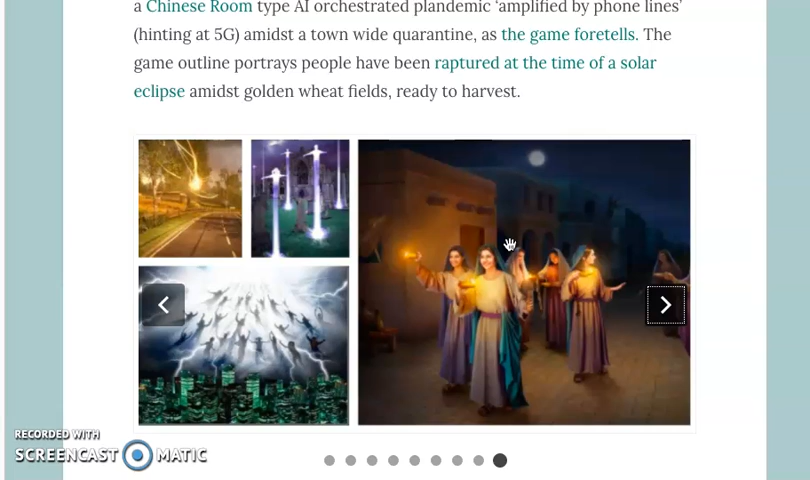 a Chinese Room type AI orchestrated plandemic ‘amplified by phone lines’
(hinting at 5G) amidst a town wide quarantine, as the game foretells. The
game outline portrays people have been raptured at the time of a solar
eclipse amidst golden wheat fields, ready to harvest.
RECORDED WITH
SCREENCAST MATIC